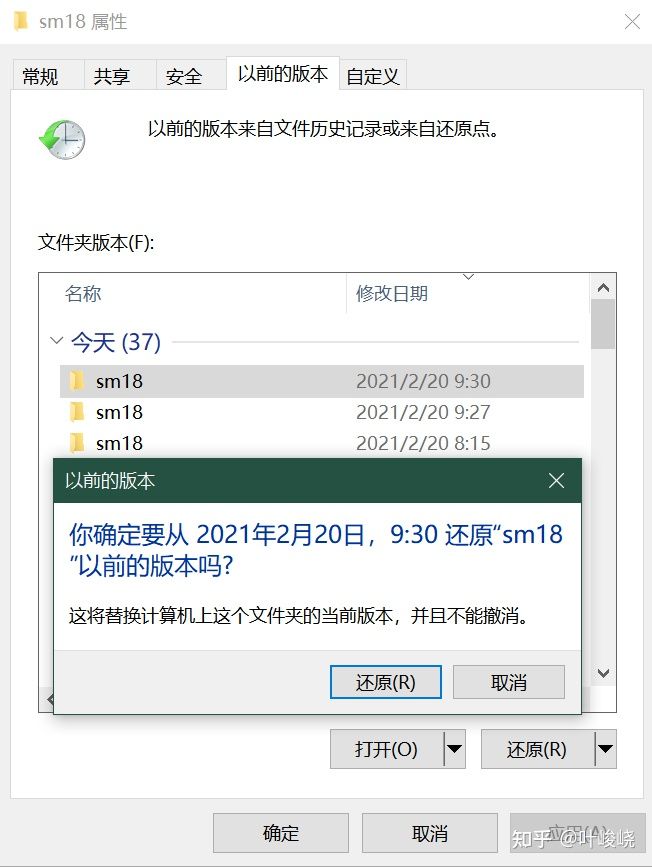 sm18 属性
常规 共享 安全 以前的版本 自定义
以前的版本来自文件历史记录或来自还原点。
文件夹版本(F):
名称 修改日期
今天 (37)
sm18 2021/2/20 9:30
sm18 2021/2/20 9:27
sm18 2021/2/20 8:15
以前的版本
你确定要从 2021年2月20日，9:30 还原“sm18
”以前的版本吗?
这将替换计算机上这个文件夹的当前版本，并且不能撤消。
还原(R) 取消
打开(O) 还原(R)
确定 取消 应用(A)
知乎 @叶峻峣